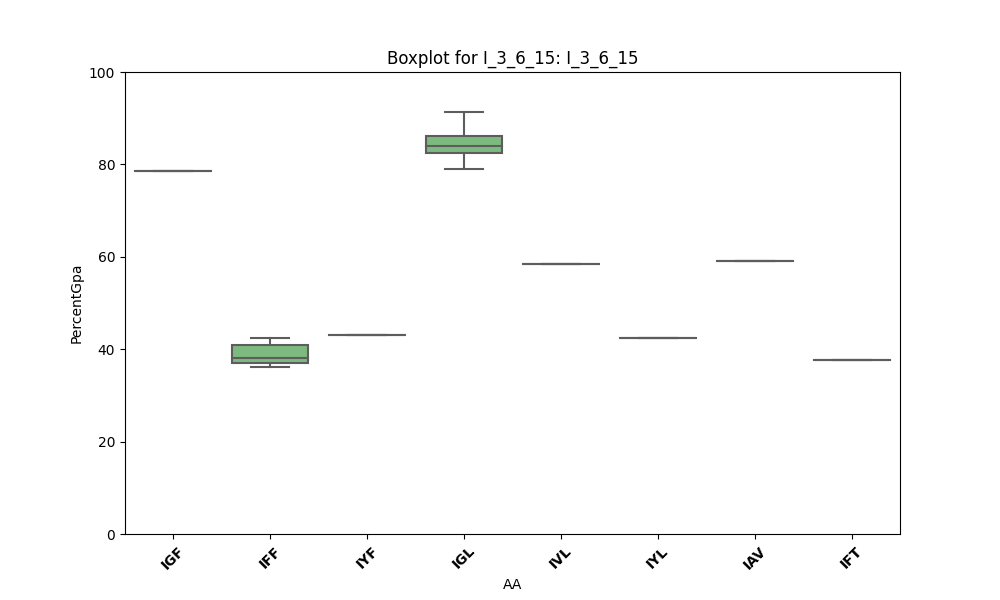 Boxplot for I_3_6_15: I_3_6_15
100
80
60
40
20
0
PercentGpa
IGF
IFF
IYF
IGL
IVL
IYL
IAV
IFT
AA